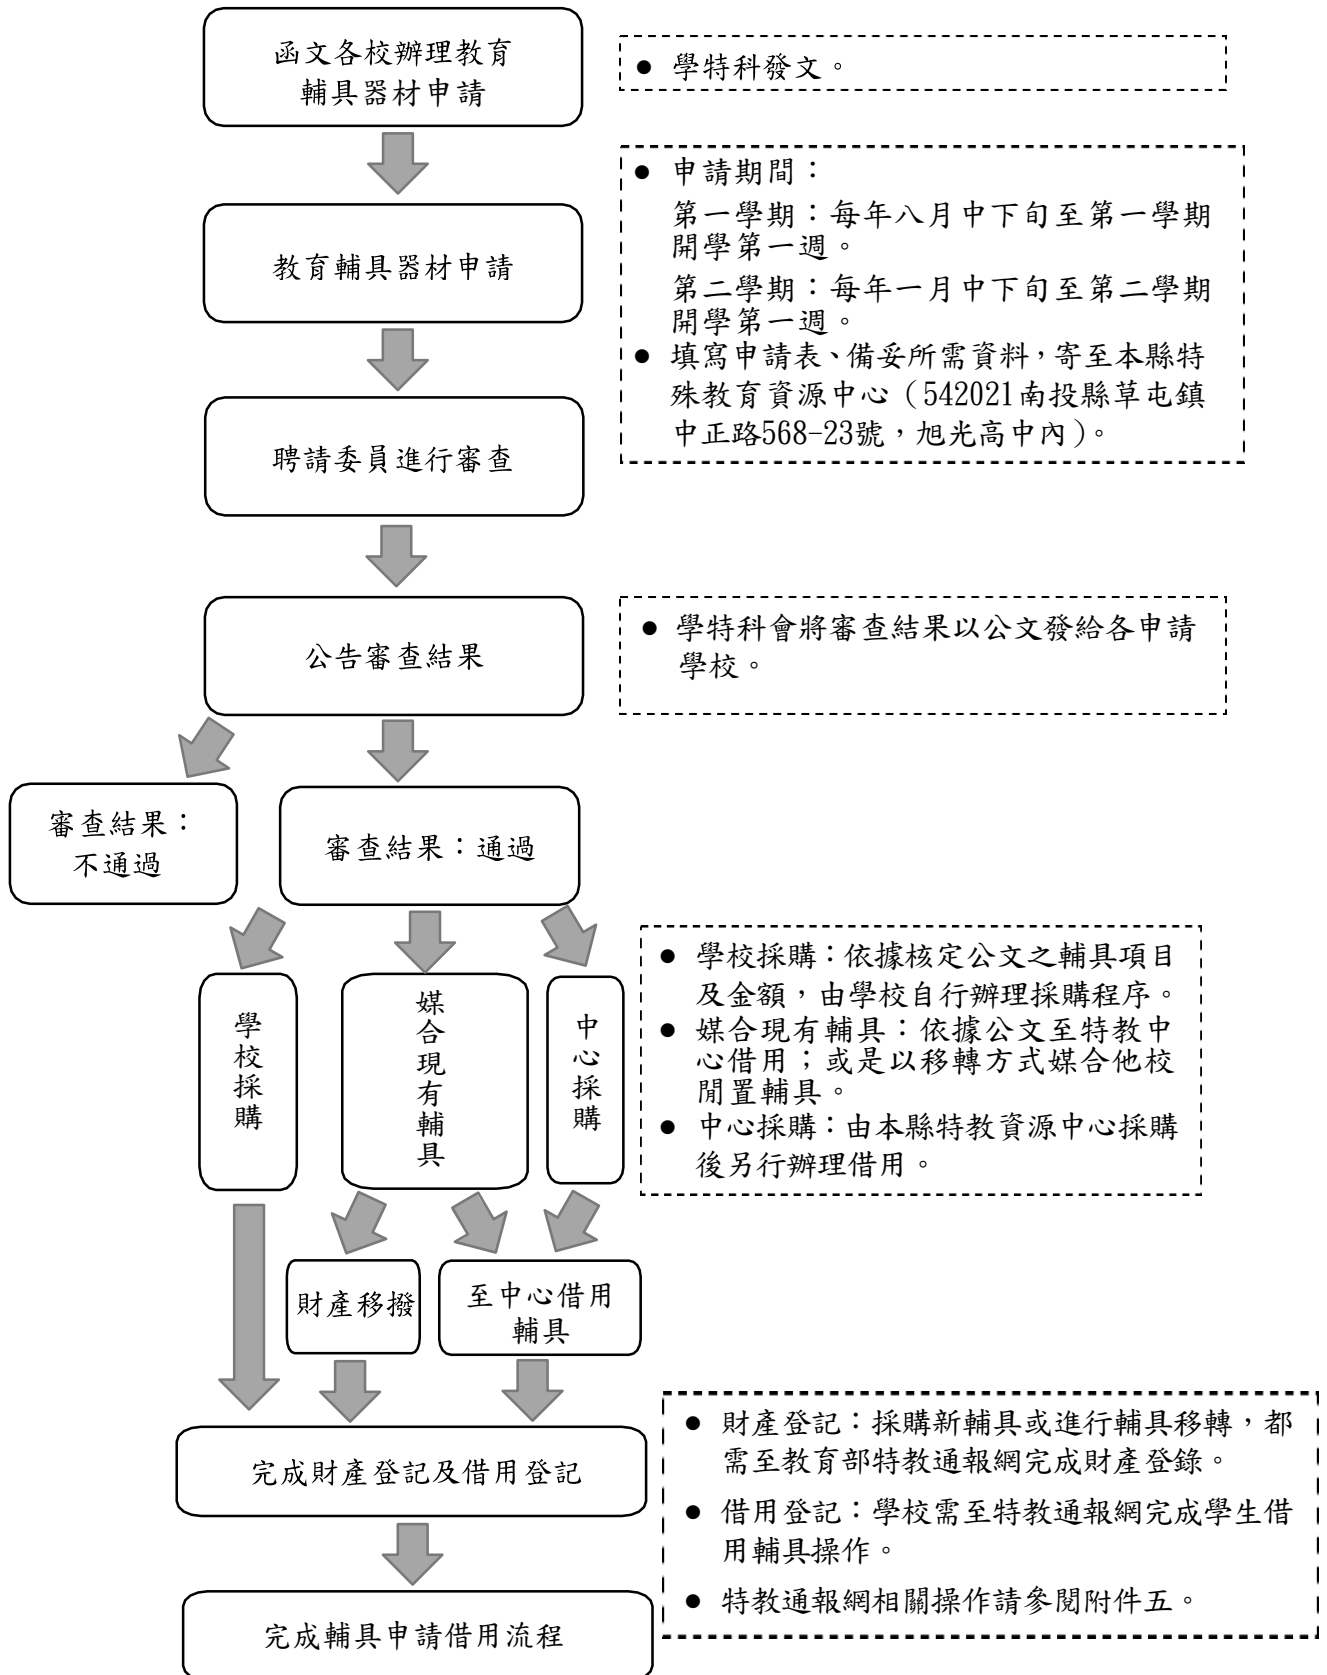 函文各校辦理教育
輔具器材申請
● 學特科發文。
教育輔具器材申請
● 申請期間：
第一學期：每年八月中下旬至第一學期
開學第一週。
第二學期：每年一月中下旬至第二學期
開學第一週。
● 填寫申請表、備妥所需資料，寄至本縣特
殊教育資源中心（542021南投縣草屯鎮
中正路568-23號，旭光高中內）。
聘請委員進行審查
公告審查結果
● 學特科會將審查結果以公文發給各申請
學校。
審查結果：
不通過
審查結果：通過
學校採購
媒合現有輔具
中心採購
● 學校採購：依據核定公文之輔具項目
及金額，由學校自行辦理採購程序。
● 媒合現有輔具：依據公文至特教中
心借用；或是以移轉方式媒合他校
閒置輔具。
● 中心採購：由本縣特教資源中心採購
後另行辦理借用。
財產移撥
至中心借用
輔具
完成財產登記及借用登記
● 財產登記：採購新輔具或進行輔具移轉，都
需至教育部特教通報網完成財產登錄。
● 借用登記：學校需至特教通報網完成學生借
用輔具操作。
● 特教通報網相關操作請參閱附件五。
完成輔具申請借用流程